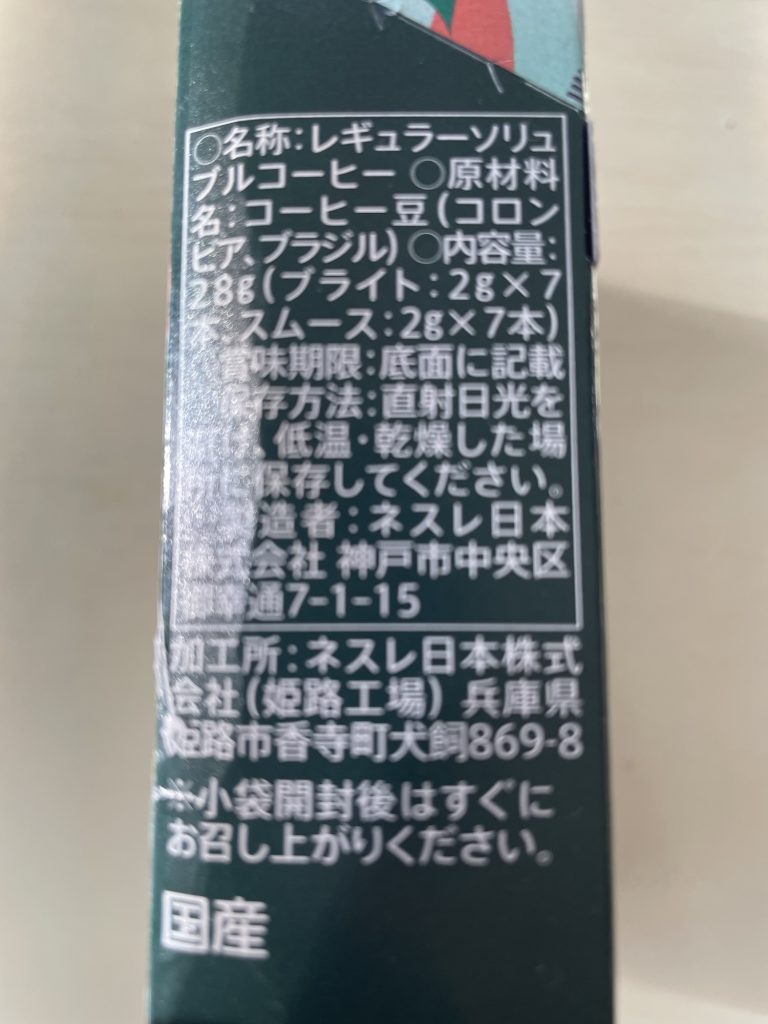 ○名称：レギュラーソリュ
ブルコーヒー ○原材料
名：コーヒー豆（コロン
ビア、ブラジル）○内容量：
28g（ブライト：2g×7
本、スムース：2g×7本）
賞味期限：底面に記載
保存方法：直射日光を
低温・乾燥した場
所に保存してください。
製造者：ネスレ日本
株式会社 神戸市中央区
御幸通7-1-15
加工所：ネスレ日本株式
会社（姫路工場）兵庫県
姫路市香寺町犬飼869-8
※小袋開封後はすぐに
お召し上がりください。
国産